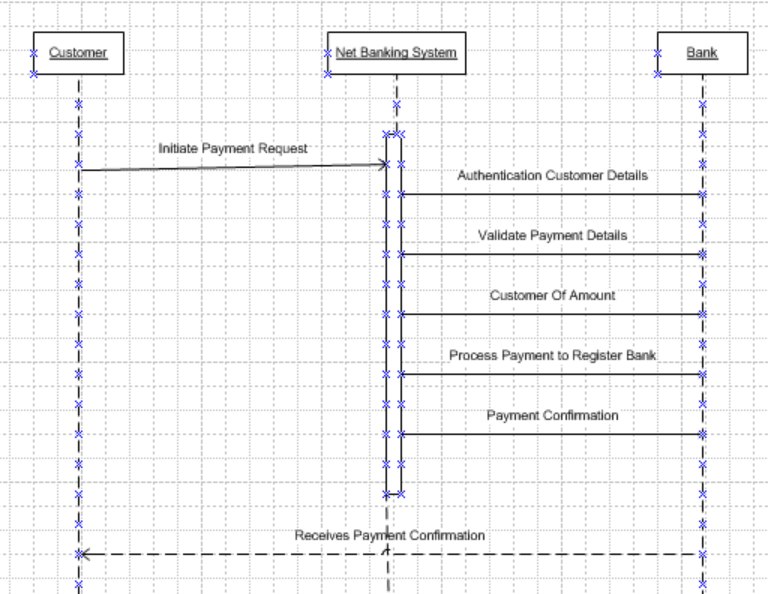 Customer
Net Banking System
Bank
Initiate Payment Request
Authentication Customer Details
Validate Payment Details
Customer Of Amount
Process Payment to Register Bank
Payment Confirmation
Receives Payment Confirmation